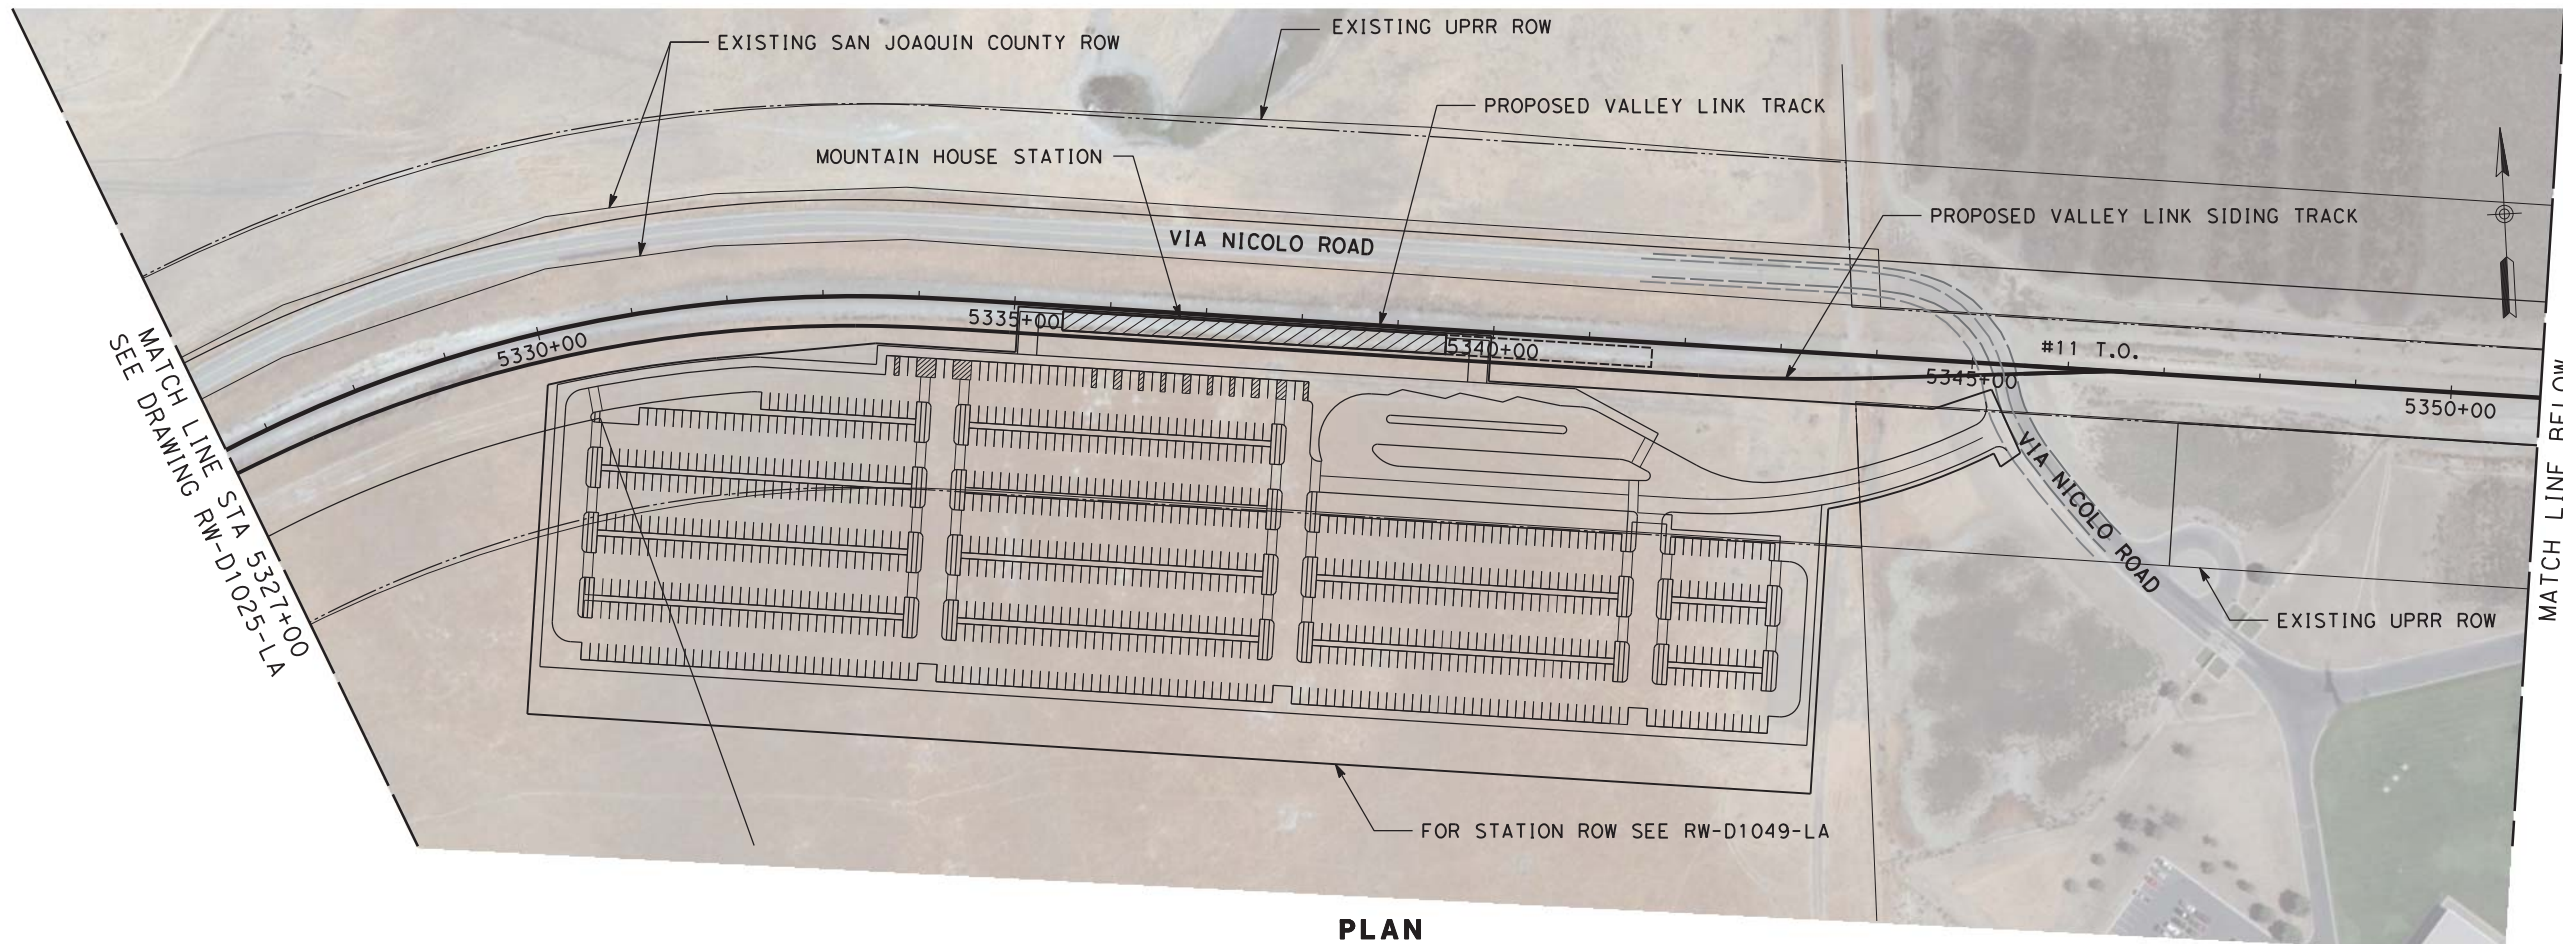 EXISTING UPRR ROW
EXISTING SAN JOAQUIN COUNTY ROW
PROPOSED VALLEY LINK TRACK
MOUNTAIN HOUSE STATION
PROPOSED VALLEY LINK SIDING TRACK
VIA NICOLO ROAD
5335+00
5330+00
5340+00
#11 T.O.
5345+00
5350+00
MATCH LINE STA 5327+00
SEE DRAWING RW-D1025-LA
VIA NICOLO ROAD
MATCH LINE BELOW
EXISTING UPRR ROW
FOR STATION ROW SEE RW-D1049-LA
PLAN